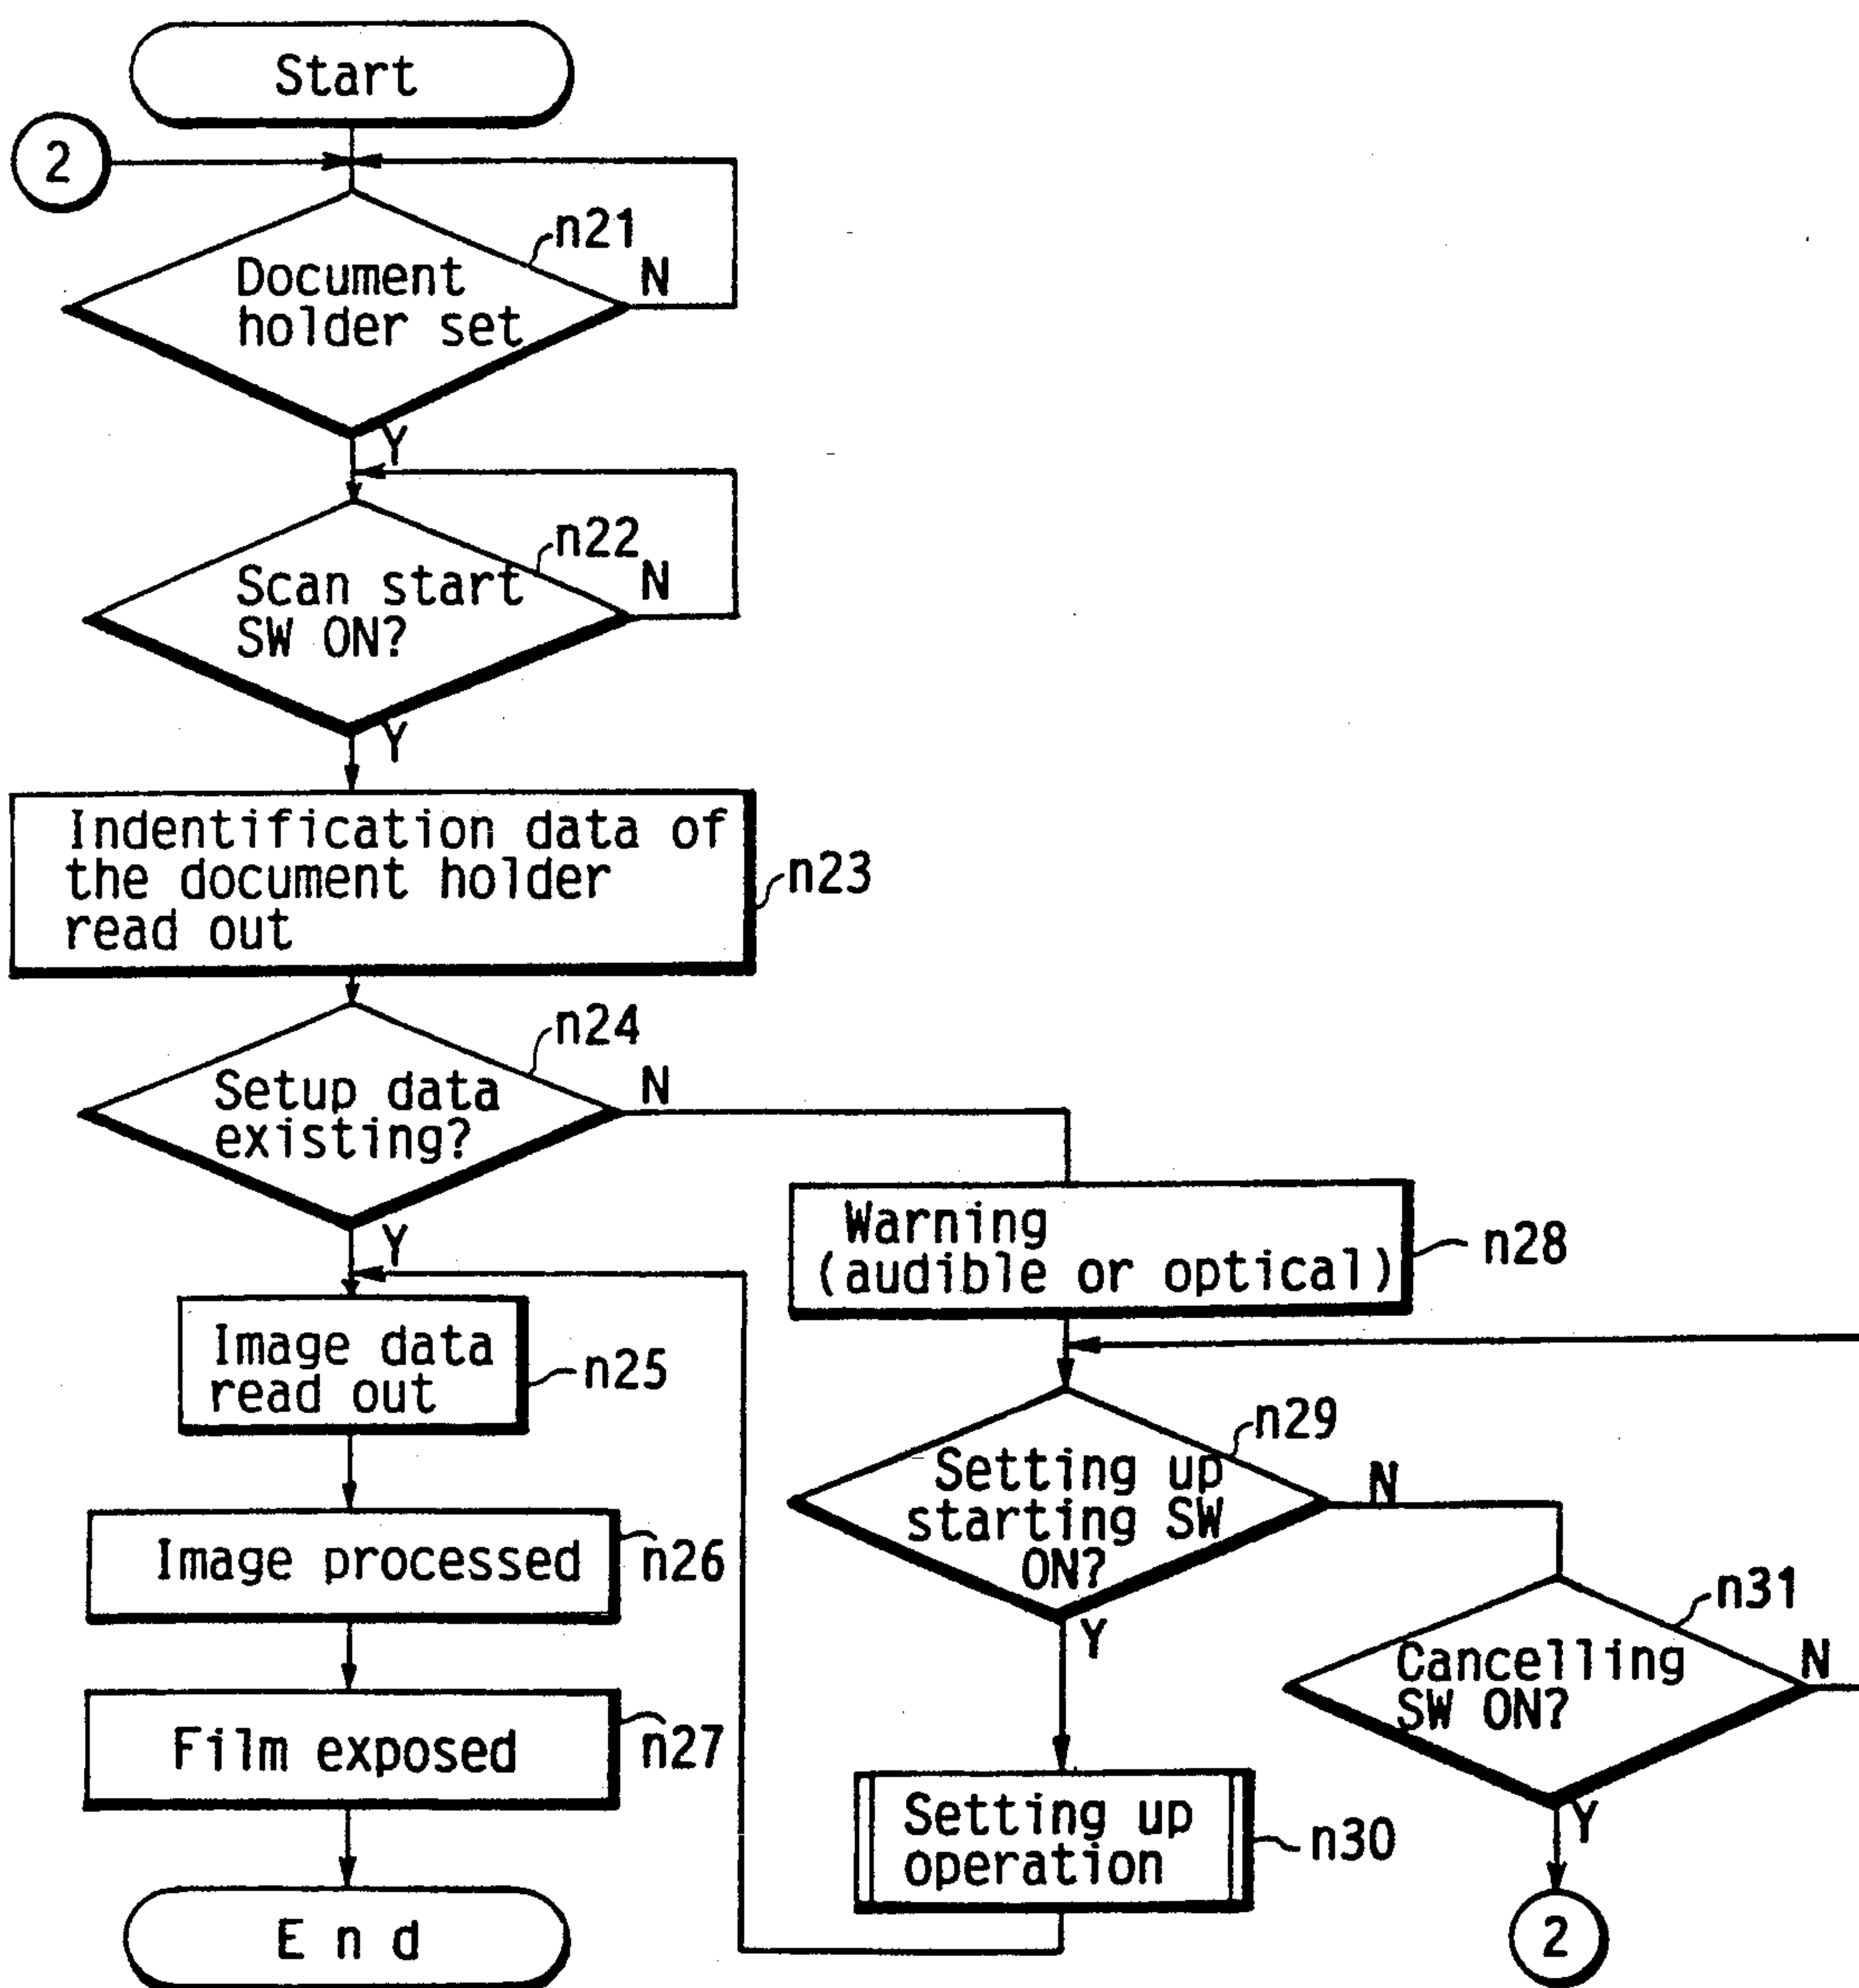 Start
2
n21
Document
holder set
N
Y
n22
Scan start
SW ON?
N
Y
Indentification data of
the document holder
read out
n23
n24
Setup data
existing?
N
Y
Warning
(audible or optical)
n28
Image data
read out
n25
n29
Setting up
starting SW
ON?
N
Y
Image processed
n26
n31
Cancelling
SW ON?
N
Y
Film exposed
n27
Setting up
operation
n30
End
2